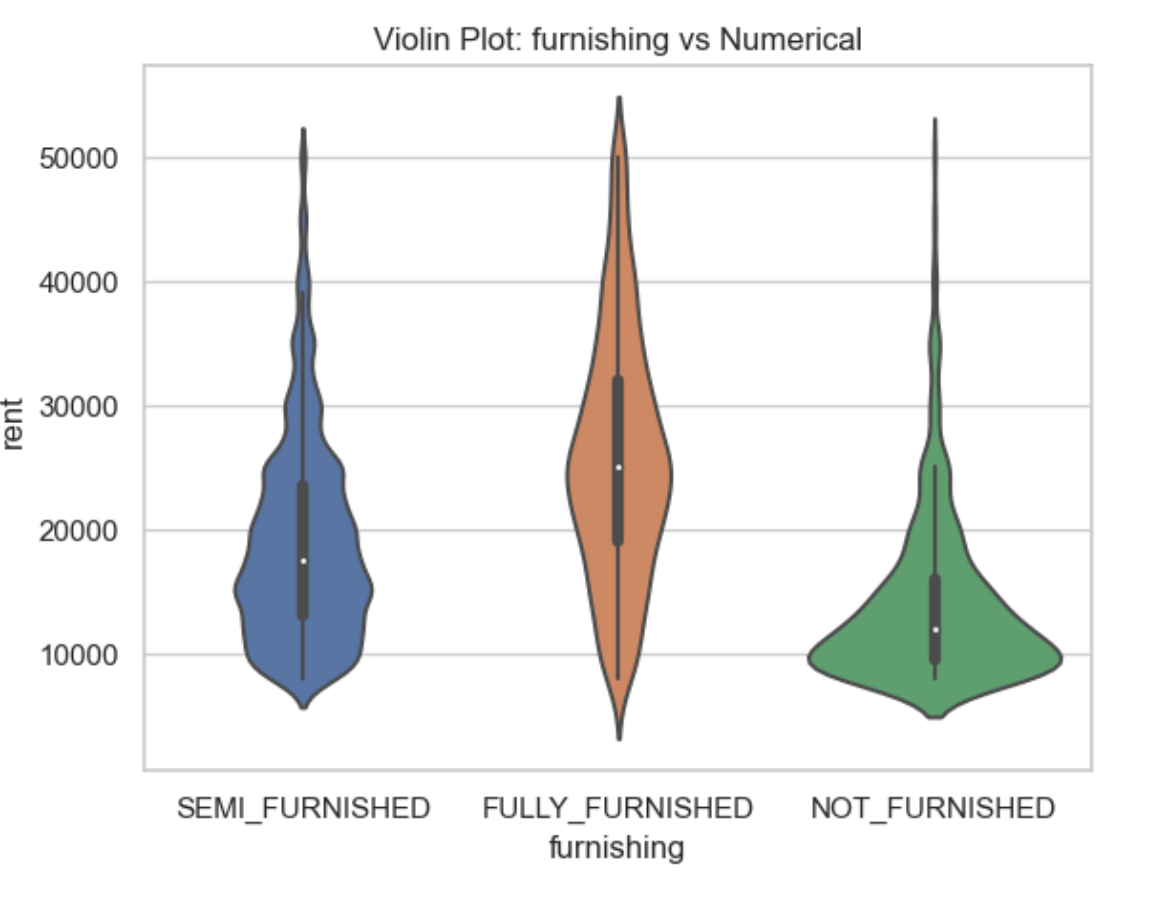 Violin Plot: furnishing vs Numerical
50000
40000
30000
20000
10000
rent
SEMI_FURNISHED FULLY_FURNISHED NOT_FURNISHED
furnishing